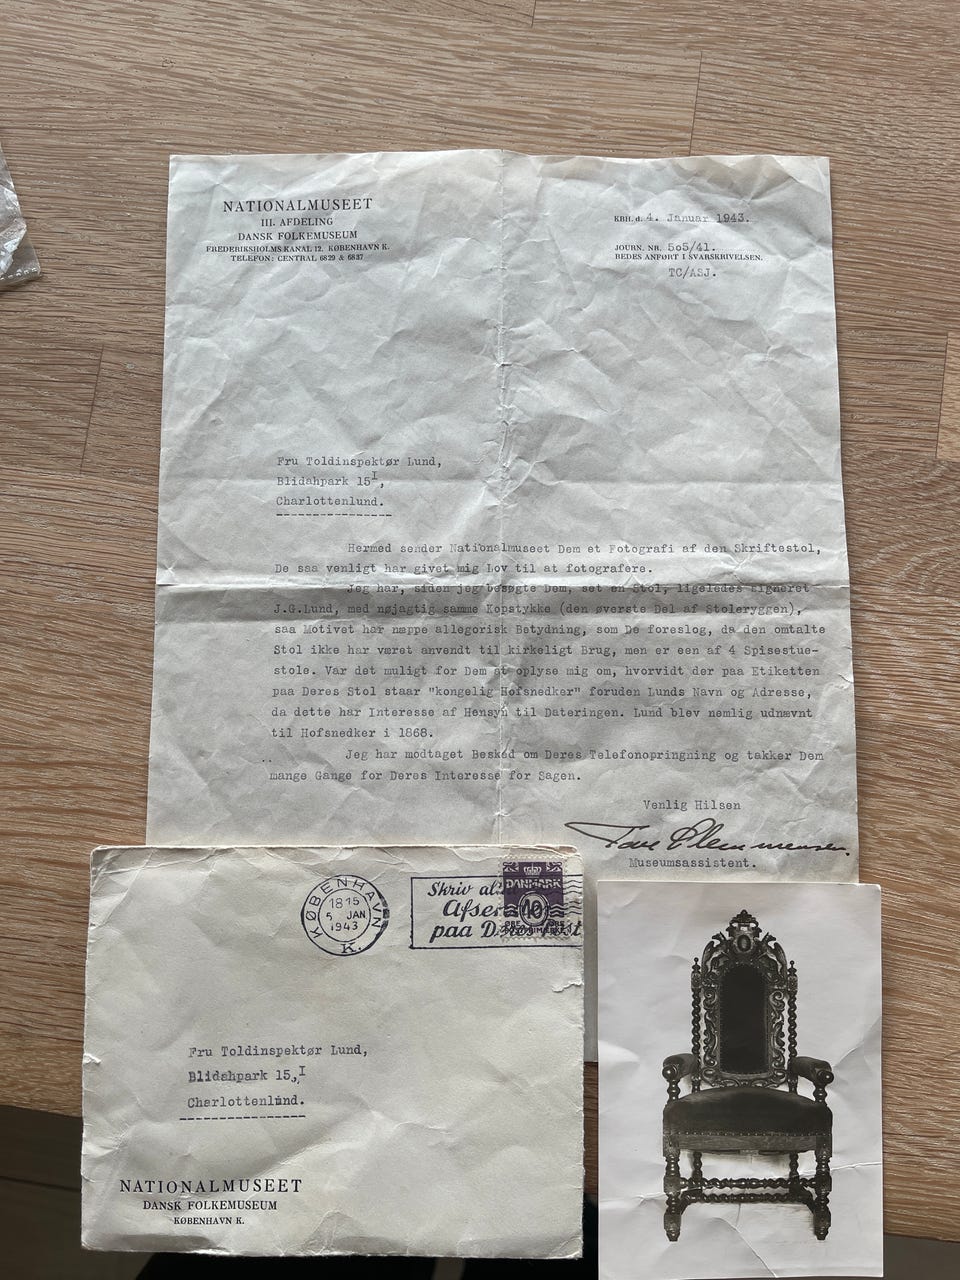 NATIONALMUSEET
III. AFDELING
DANSK FOLKEMUSEUM
FREDERIKSHOLMS KANAL 12. KØBENHAVN K.
TELEFON: CENTRAL 6829 & 6837
KBH. d. 4. Januar 1943.
JOURN. NR. 5o5/41.
BEDES ANFØRT I SVARSKRIVELSEN.
TC/ASJ.
Fru Toldinspektør Lund,
Blidahpark 15I,
Charlottenlund.
Hermed sender Nationalmuseet Dem et Fotografi af den Skriftestol,
De saa venligt har givet mig Lov til at fotografere.
Jeg har, siden jeg besøgte Dem, set en Stol, ligeledes signeret
J.G.Lund, med nøjagtig samme Kopstykke (den øverste Del af Stoleryggen),
saa Motivet har næppe allegorisk Betydning, som De foreslog, da den omtalte
Stol ikke har været anvendt til kirkeligt Brug, men er een af 4 Spisestue-
stole. Var det muligt for Dem at oplyse mig om, hvorvidt der paa Etiketten
paa Deres Stol staar "kongelig Hofsnedker" foruden Lunds Navn og Adresse,
da dette har Interesse af Hensyn til Dateringen. Lund blev nemlig udnævnt
til Hofsnedker i 1868.
Jeg har modtaget Besked om Deres Telefonopringning og takker Dem
mange Gange for Deres Interesse for Sagen.
Venlig Hilsen
Tove Clemmensen.
Museumsassistent.
KØBENHAVN
1815
5 JAN
1943
K.
Skriv
paa
DANMARK
10
Fru Toldinspektør Lund,
Blidahpark 15,I
Charlottenlund.
NATIONALMUSEET
DANSK FOLKEMUSEUM
KØBENHAVN K.